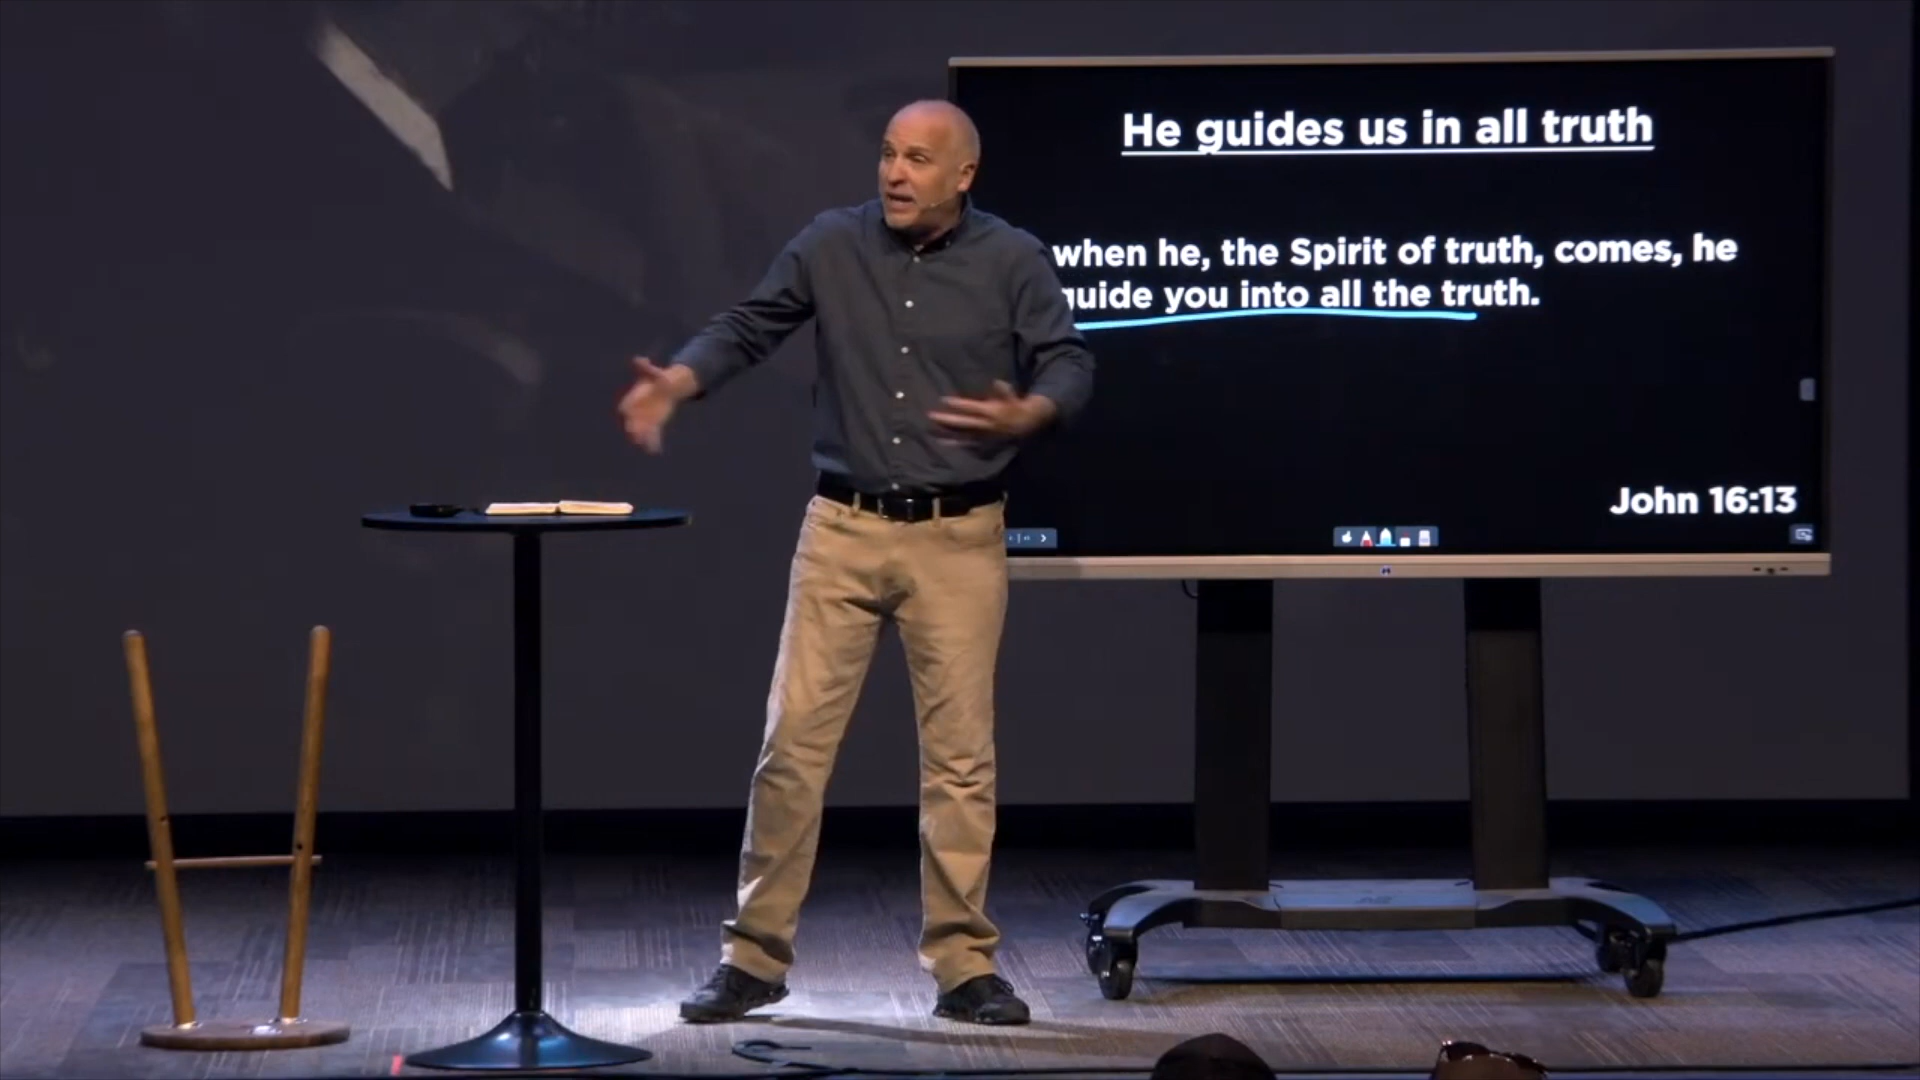 He guides us in all truth
when he, the Spirit of truth, comes, he
guide you into all the truth.
John 16:13